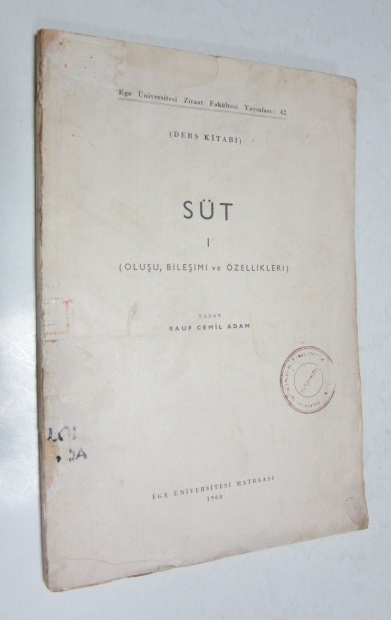 Ege Üniversitesi Ziraat Fakültesi Yayınları: 42
(DERS KİTABI)
SÜT
I
(OLUŞU, BİLEŞİMİ ve ÖZELLİKLERİ)
YAZAN
RAUF CEMİL ADAM
EGE ÜNİVERSİTESİ MATBAASI
1960